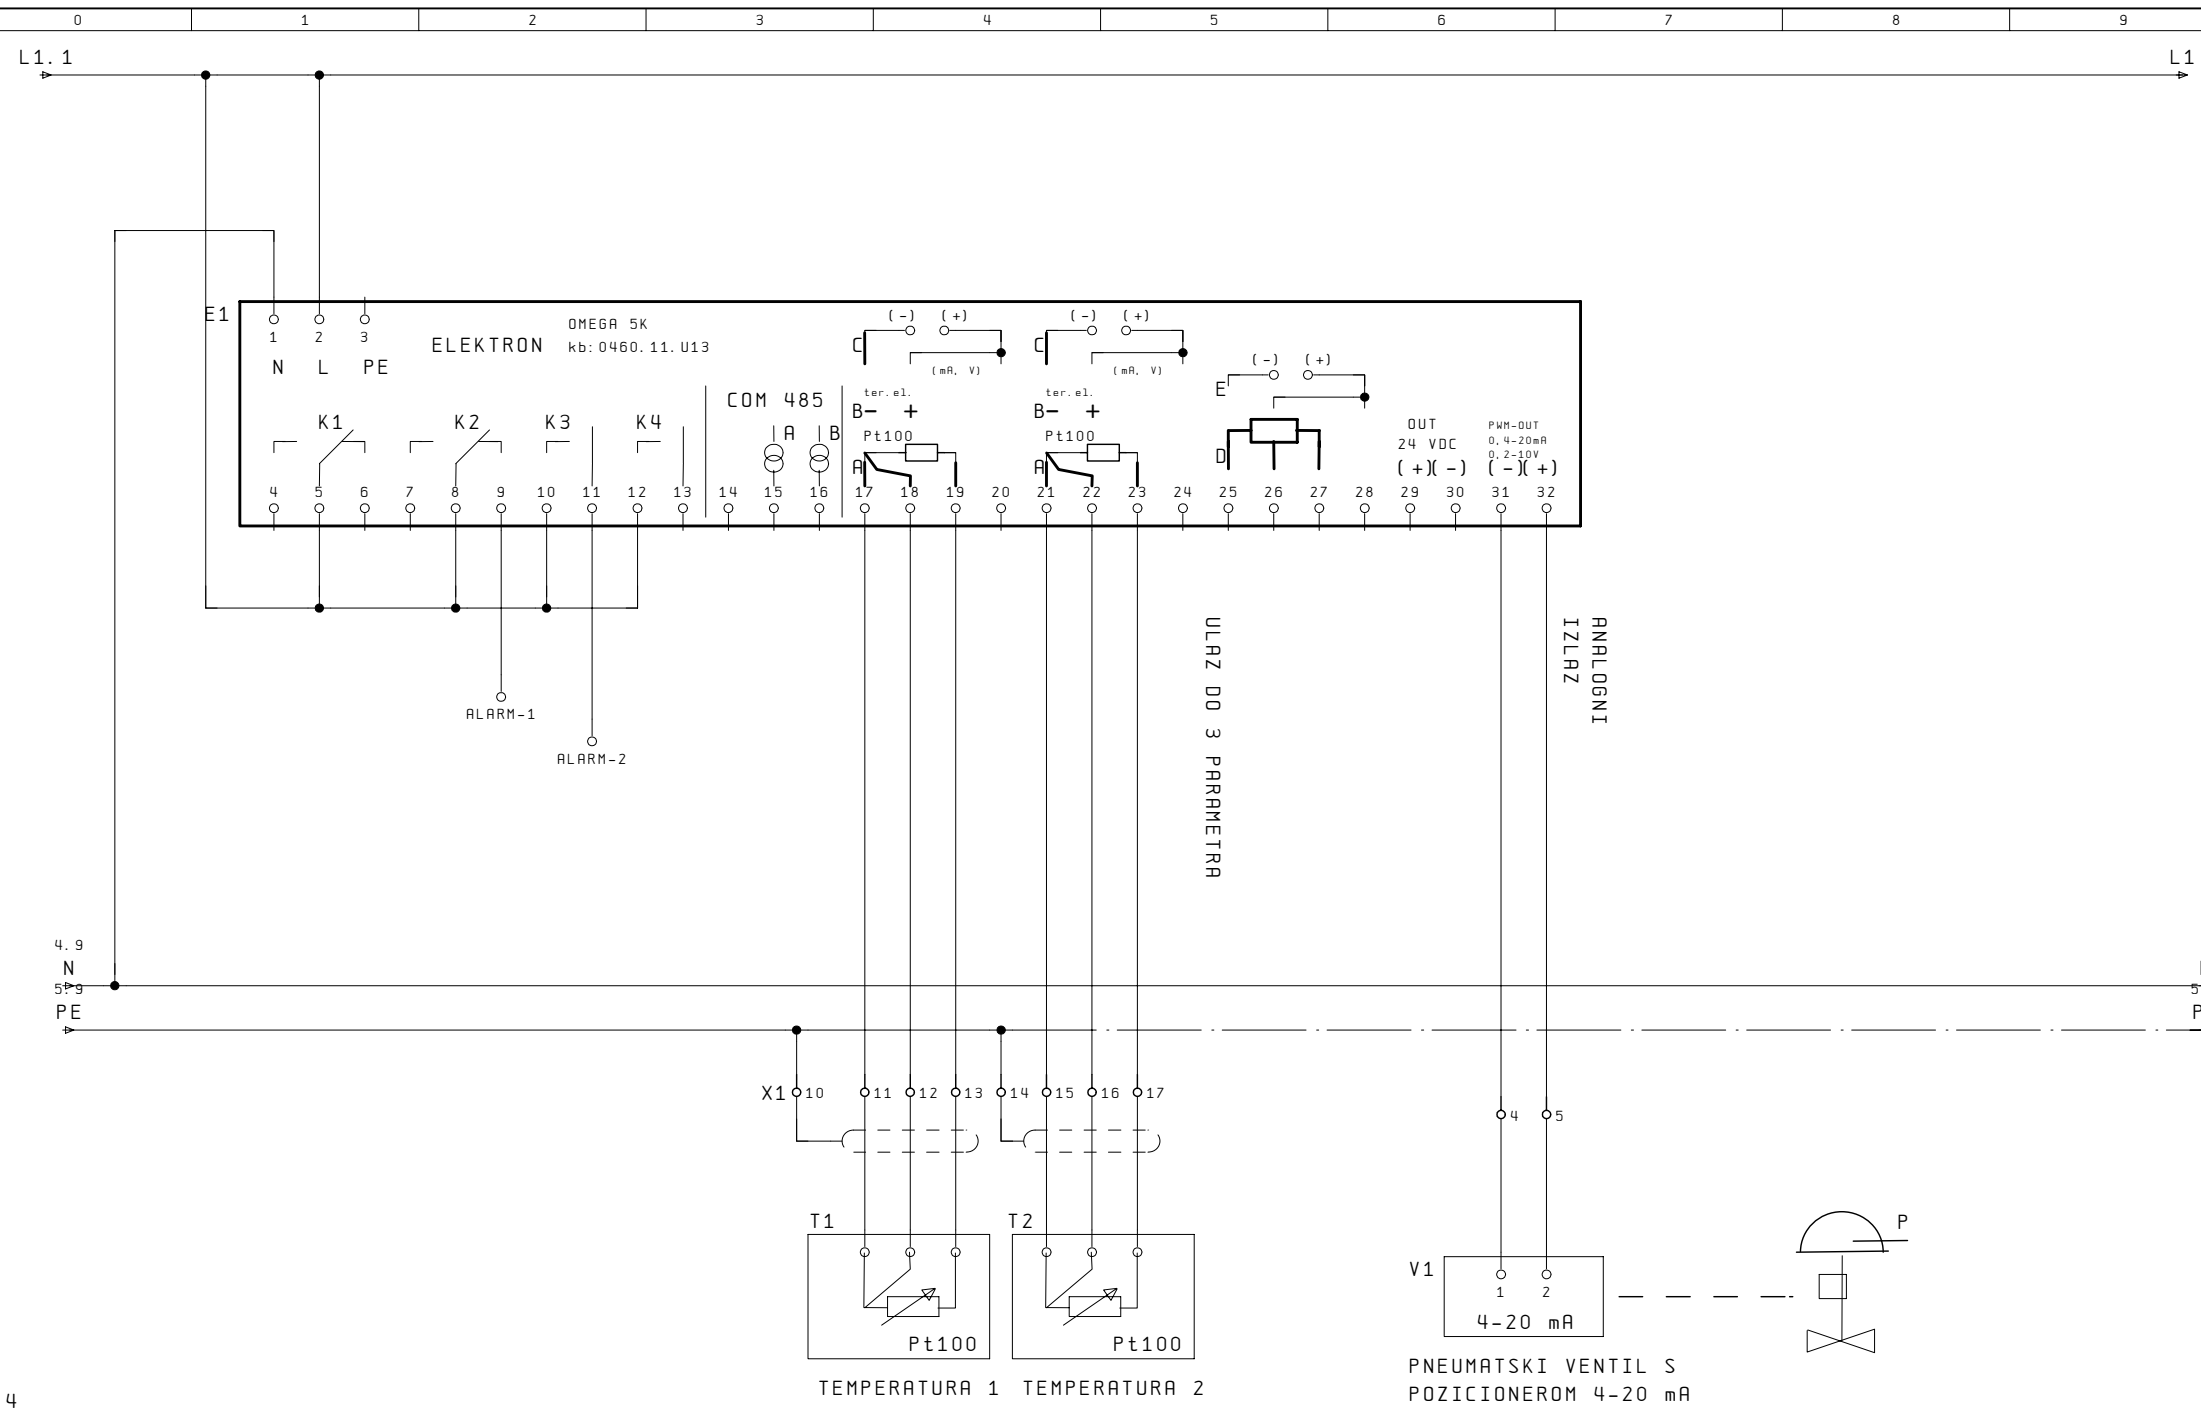 0 1 2 3 4 5 6 7 8 9
L1.1 L1
E1
1 2 3
N L PE
ELEKTRON
OMEGA 5K
kb:0460.11.U13
K1 K2 K3 K4
COM 485
A B
(-) (+)
C
(mA, V)
ter.el.
B- +
Pt100
A
(-) (+)
C
(mA, V)
ter.el.
B- +
Pt100
A
(-) (+)
E
D
OUT
24 VDC
(+)(-)
PWM-OUT
0,4-20mA
0,2-10V
(-)(+)
4 5 6 7 8 9 10 11 12 13 14 15 16 17 18 19 20 21 22 23 24 25 26 27 28 29 30 31 32
ALARM-1
ALARM-2
ULAZ DO 3 PARAMETRA
ANALOGNI
IZLAZ
4.9
N
5.9
PE
5
P
X1 10 11 12 13 14 15 16 17
4 5
T1 T2
Pt100 Pt100
TEMPERATURA 1 TEMPERATURA 2
V1
1 2
4-20 mA
P
PNEUMATSKI VENTIL S
POZICIONEROM 4-20 mA
4